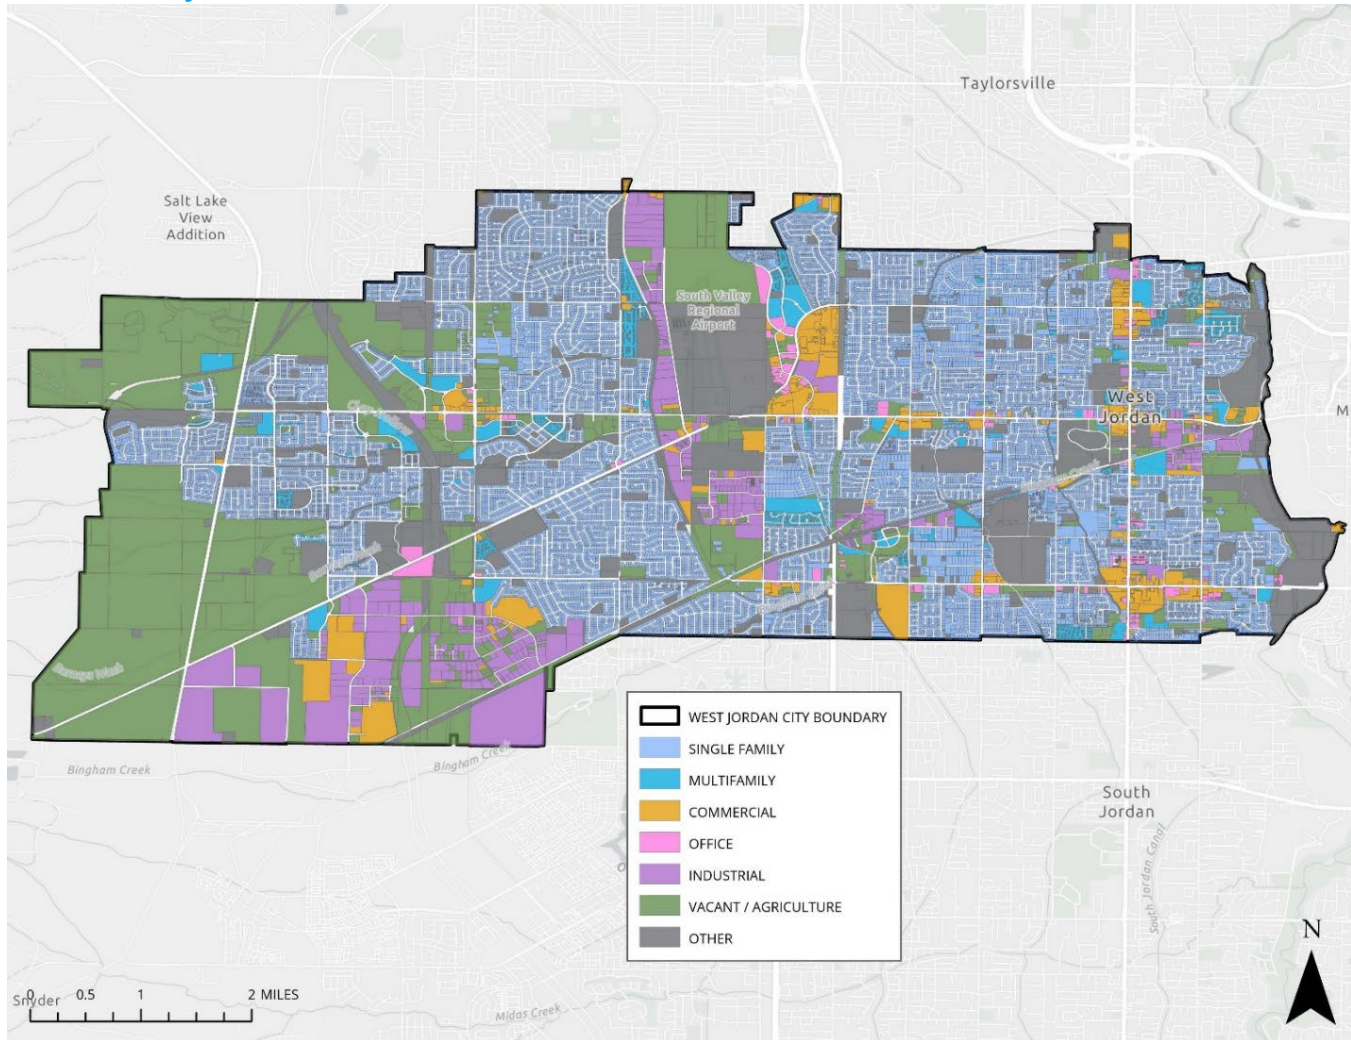 Taylorsville
Salt Lake
View
Addition
South Valley
Regional
Airport
West
Jordan
M
WEST JORDAN CITY BOUNDARY
SINGLE FAMILY
MULTIFAMILY
COMMERCIAL
OFFICE
INDUSTRIAL
VACANT / AGRICULTURE
OTHER
Barneys Wash
Bingham Creek
Bingham Creek
South
Jordan
South Jordan Canal
N
Snyder
0 0.5 1 2 MILES
Midas Creek